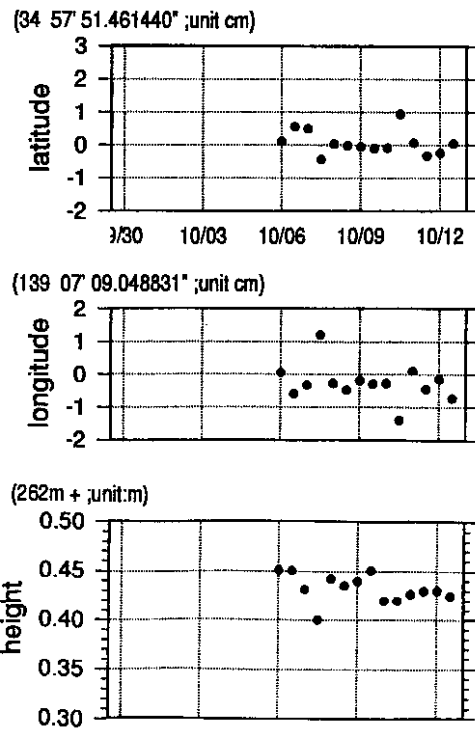 (34 57' 51.461440" ;unit cm)
3
2
1
0
-1
-2
latitude
9/30 10/03 10/06 10/09 10/12
(139 07' 09.048831" ;unit cm)
2
1
0
-1
-2
longitude
(262m + ;unit:m)
0.50
0.45
0.40
0.35
0.30
height